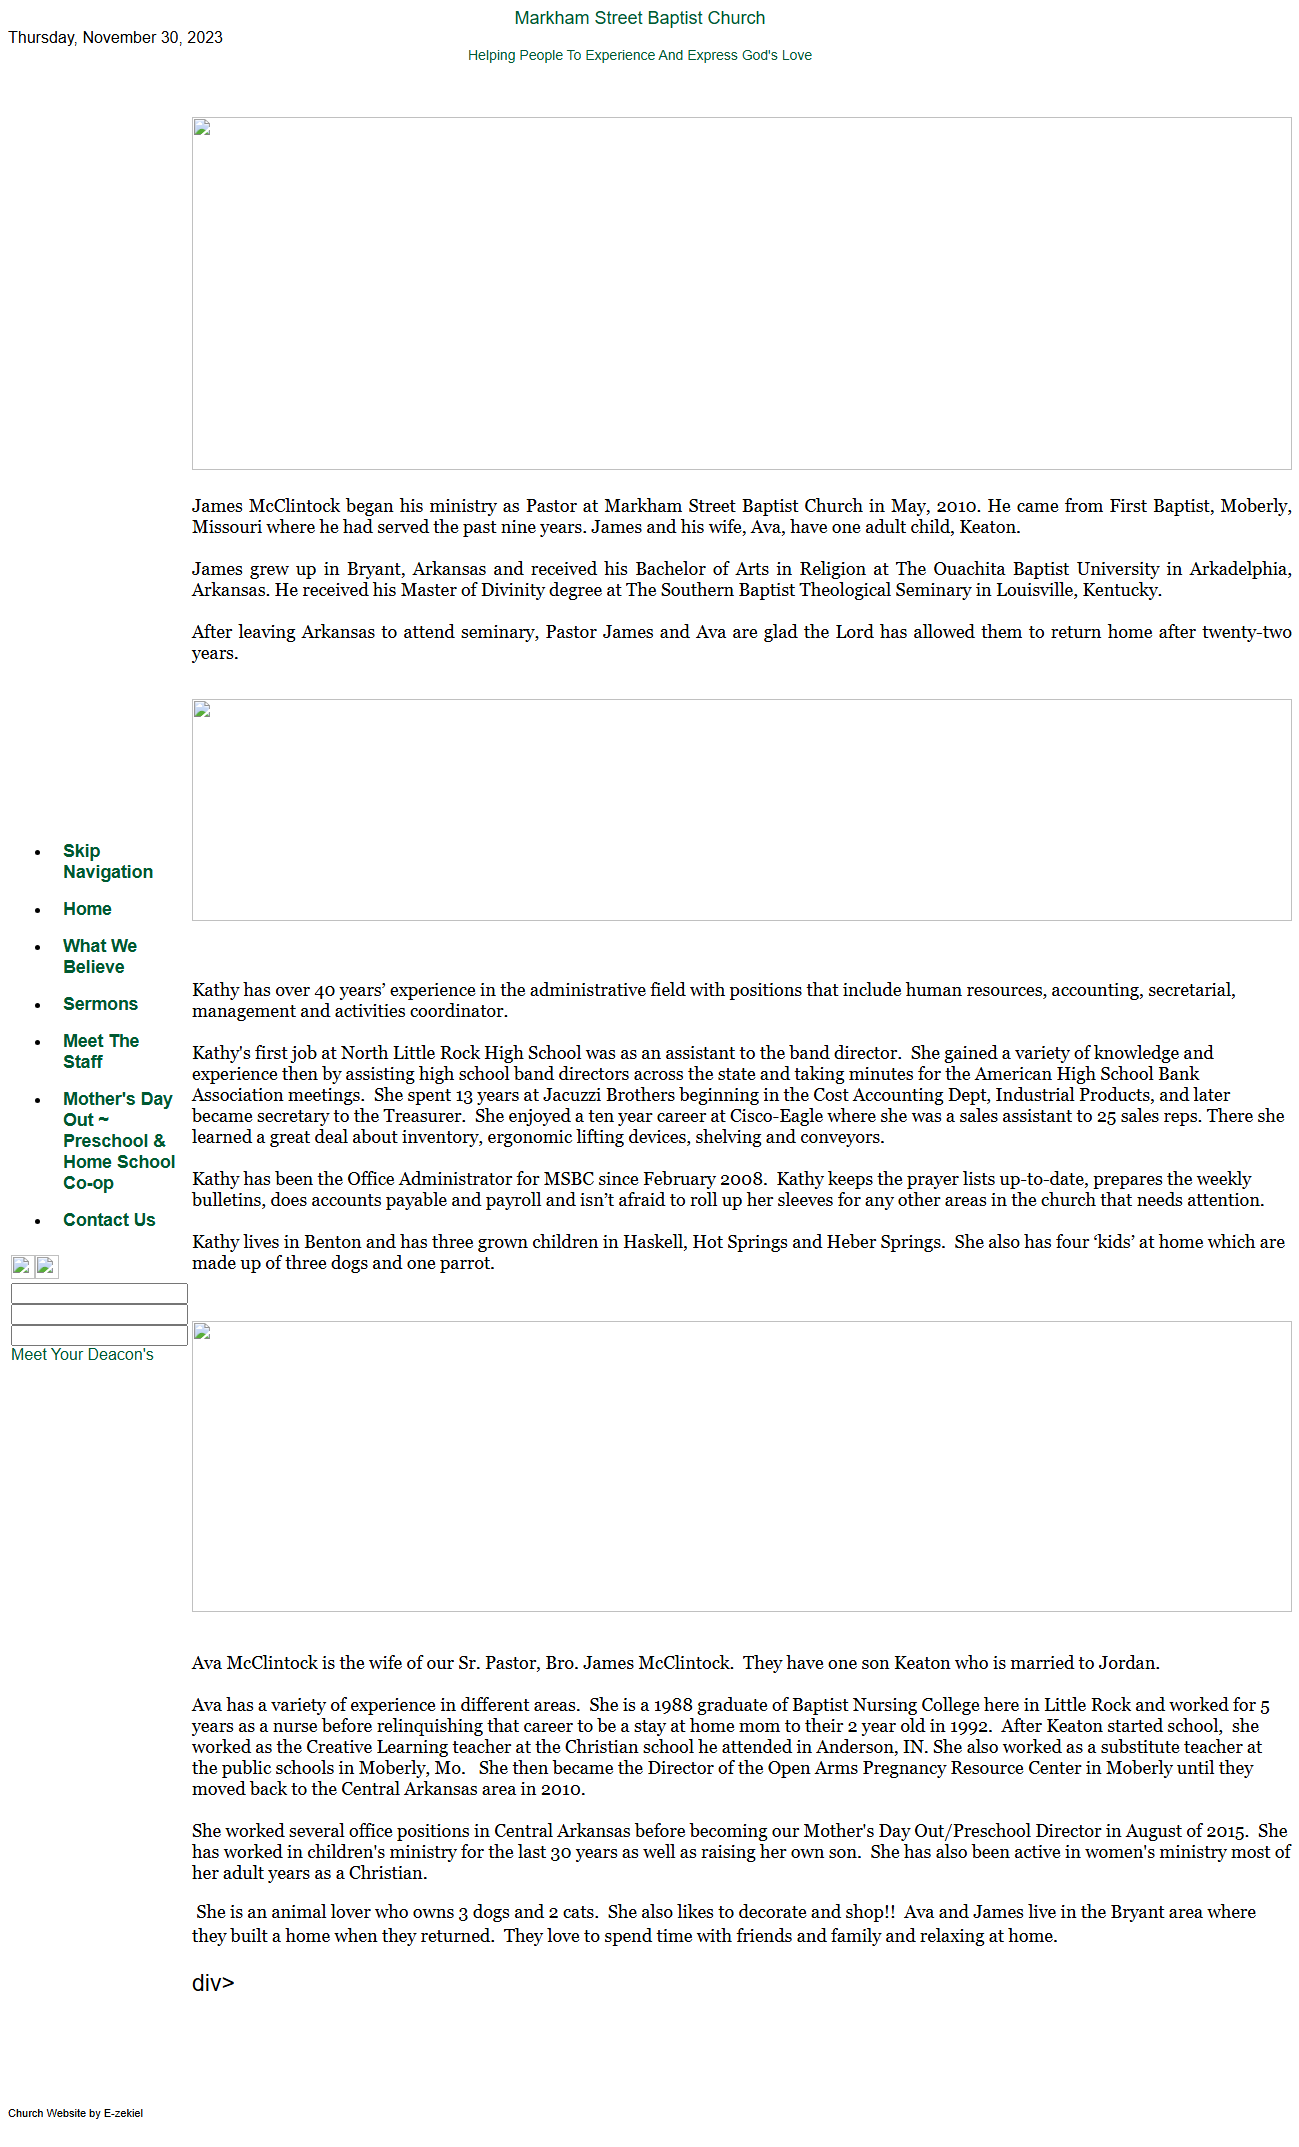 Markham Street Baptist Church
Thursday, November 30, 2023
Helping People To Experience And Express God's Love
James McClintock began his ministry as Pastor at Markham Street Baptist Church in May, 2010. He came from First Baptist, Moberly,
Missouri where he had served the past nine years. James and his wife, Ava, have one adult child, Keaton.
James grew up in Bryant, Arkansas and received his Bachelor of Arts in Religion at The Ouachita Baptist University in Arkadelphia,
Arkansas. He received his Master of Divinity degree at The Southern Baptist Theological Seminary in Louisville, Kentucky.
After leaving Arkansas to attend seminary, Pastor James and Ava are glad the Lord has allowed them to return home after twenty-two
years.
Skip
Navigation
Home
What We
Believe
Sermons
Meet The
Staff
Mother's Day
Out ~
Preschool &
Home School
Co-op
Contact Us
Meet Your Deacon's
Kathy has over 40 years’ experience in the administrative field with positions that include human resources, accounting, secretarial,
management and activities coordinator.
Kathy's first job at North Little Rock High School was as an assistant to the band director.  She gained a variety of knowledge and
experience then by assisting high school band directors across the state and taking minutes for the American High School Bank
Association meetings.  She spent 13 years at Jacuzzi Brothers beginning in the Cost Accounting Dept, Industrial Products, and later
became secretary to the Treasurer.  She enjoyed a ten year career at Cisco-Eagle where she was a sales assistant to 25 sales reps. There she
learned a great deal about inventory, ergonomic lifting devices, shelving and conveyors.
Kathy has been the Office Administrator for MSBC since February 2008.  Kathy keeps the prayer lists up-to-date, prepares the weekly
bulletins, does accounts payable and payroll and isn’t afraid to roll up her sleeves for any other areas in the church that needs attention.
Kathy lives in Benton and has three grown children in Haskell, Hot Springs and Heber Springs.  She also has four ‘kids’ at home which are
made up of three dogs and one parrot.
Ava McClintock is the wife of our Sr. Pastor, Bro. James McClintock.  They have one son Keaton who is married to Jordan.
Ava has a variety of experience in different areas.  She is a 1988 graduate of Baptist Nursing College here in Little Rock and worked for 5
years as a nurse before relinquishing that career to be a stay at home mom to their 2 year old in 1992.  After Keaton started school,  she
worked as the Creative Learning teacher at the Christian school he attended in Anderson, IN. She also worked as a substitute teacher at
the public schools in Moberly, Mo.   She then became the Director of the Open Arms Pregnancy Resource Center in Moberly until they
moved back to the Central Arkansas area in 2010.
She worked several office positions in Central Arkansas before becoming our Mother's Day Out/Preschool Director in August of 2015.  She
has worked in children's ministry for the last 30 years as well as raising her own son.  She has also been active in women's ministry most of
her adult years as a Christian.
She is an animal lover who owns 3 dogs and 2 cats.  She also likes to decorate and shop!!  Ava and James live in the Bryant area where
they built a home when they returned.  They love to spend time with friends and family and relaxing at home.
div>
Church Website by E-zekiel